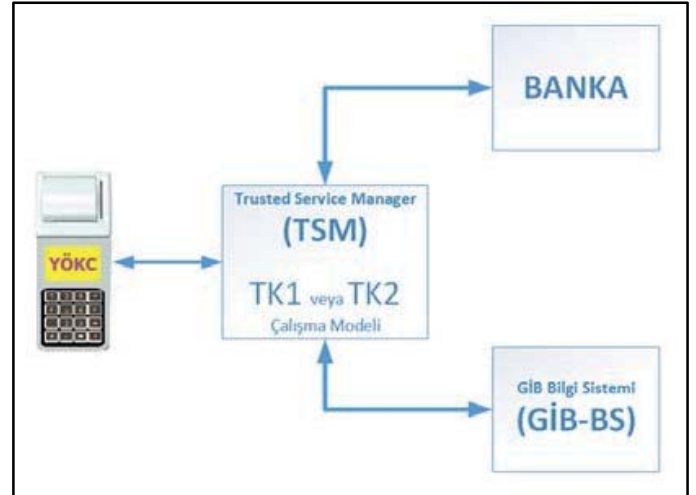 BANKA
Trusted Service Manager
(TSM)
YÖKC
TK1 veya TK2
Çalışma Modeli
GİB Bilgi Sistemi
(GİB-BS)